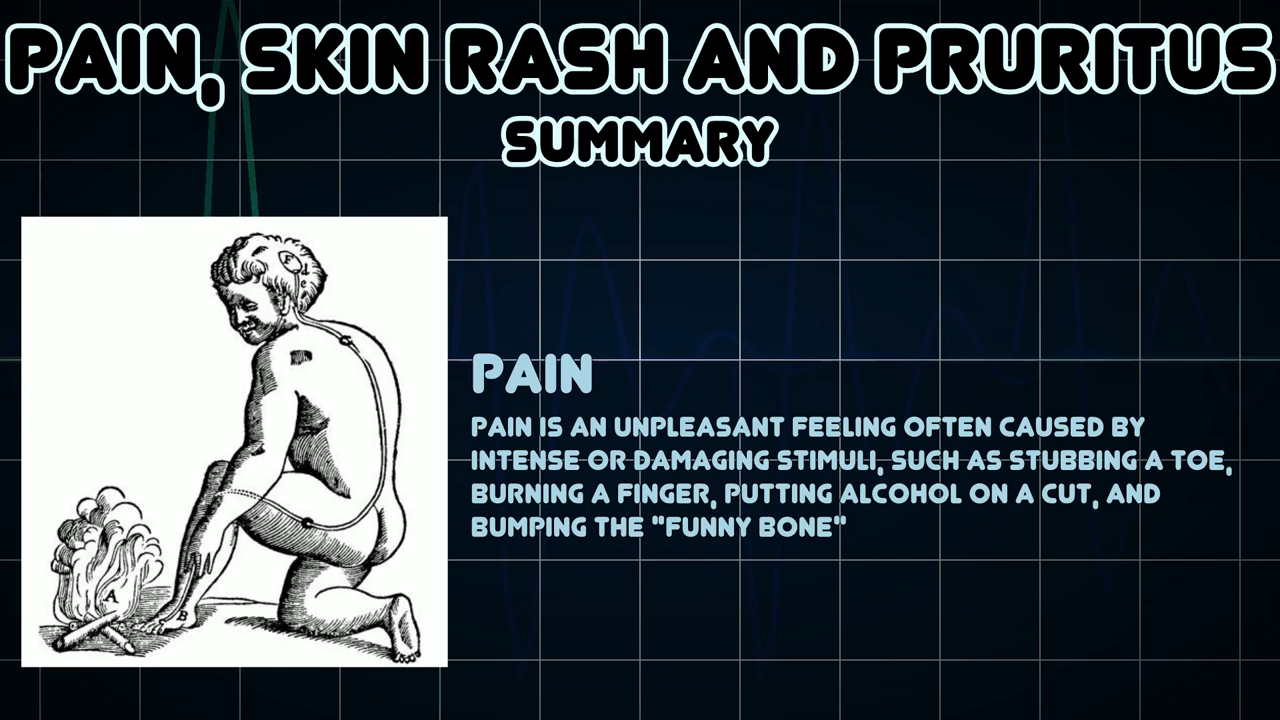 PAIN, SKIN RASH AND PRURITUS
SUMMARY
PAIN
PAIN IS AN UNPLEASANT FEELING OFTEN CAUSED BY
INTENSE OR DAMAGING STIMULI, SUCH AS STUBBING A TOE,
BURNING A FINGER, PUTTING ALCOHOL ON A CUT, AND
BUMPING THE "FUNNY BONE"
A
B